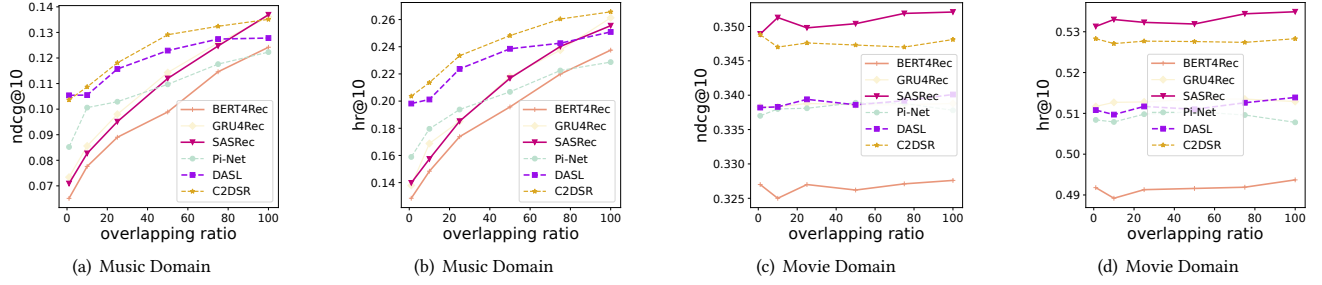 0.14
0.13
0.12
0.11
0.10
0.09
0.08
0.07
ndcg@10
0 20 40 60 80 100
overlapping ratio
BERT4Rec
GRU4Rec
SASRec
Pi-Net
DASL
C2DSR
(a) Music Domain
0.26
0.24
0.22
0.20
0.18
0.16
0.14
hr@10
0 20 40 60 80 100
overlapping ratio
BERT4Rec
GRU4Rec
SASRec
Pi-Net
DASL
C2DSR
(b) Music Domain
0.350
0.345
0.340
0.335
0.330
0.325
ndcg@10
0 20 40 60 80 100
overlapping ratio
BERT4Rec
GRU4Rec
SASRec
Pi-Net
DASL
C2DSR
(c) Movie Domain
0.53
0.52
0.51
0.50
0.49
hr@10
0 20 40 60 80 100
overlapping ratio
BERT4Rec
GRU4Rec
SASRec
Pi-Net
DASL
C2DSR
(d) Movie Domain